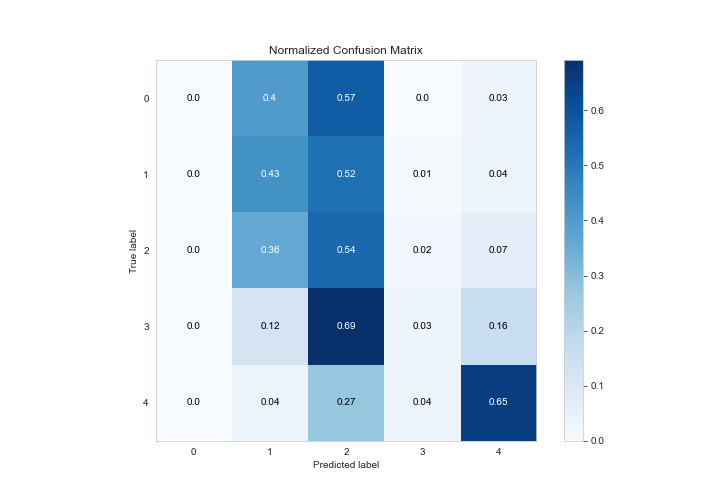 Normalized Confusion Matrix
0 0.0 0.4 0.57 0.0 0.03
1 0.0 0.43 0.52 0.01 0.04
2 0.0 0.36 0.54 0.02 0.07
3 0.0 0.12 0.69 0.03 0.16
4 0.0 0.04 0.27 0.04 0.65
0 1 2 3 4
True label
Predicted label
0.6
0.5
0.4
0.3
0.2
0.1
0.0